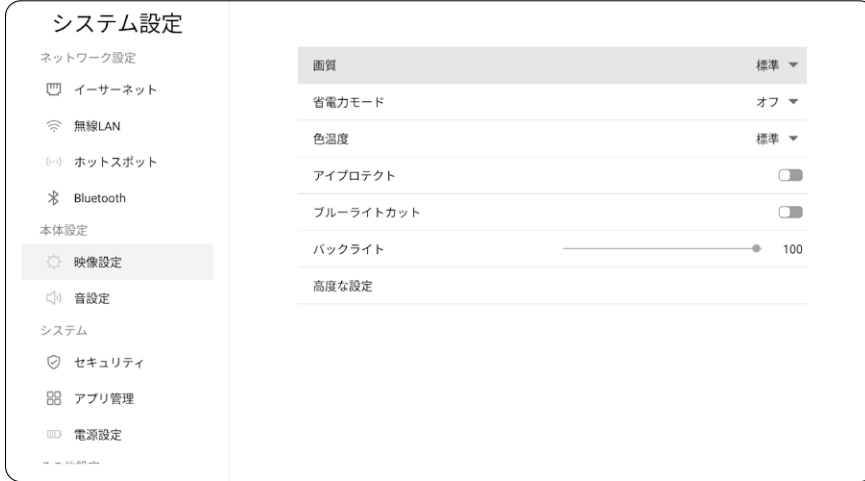 システム設定
ネットワーク設定
イーサーネット
無線LAN
ホットスポット
Bluetooth
本体設定
映像設定
音設定
システム
セキュリティ
アプリ管理
電源設定
画質 標準
省電力モード オフ
色温度 標準
アイプロテクト
ブルーライトカット
バックライト 100
高度な設定